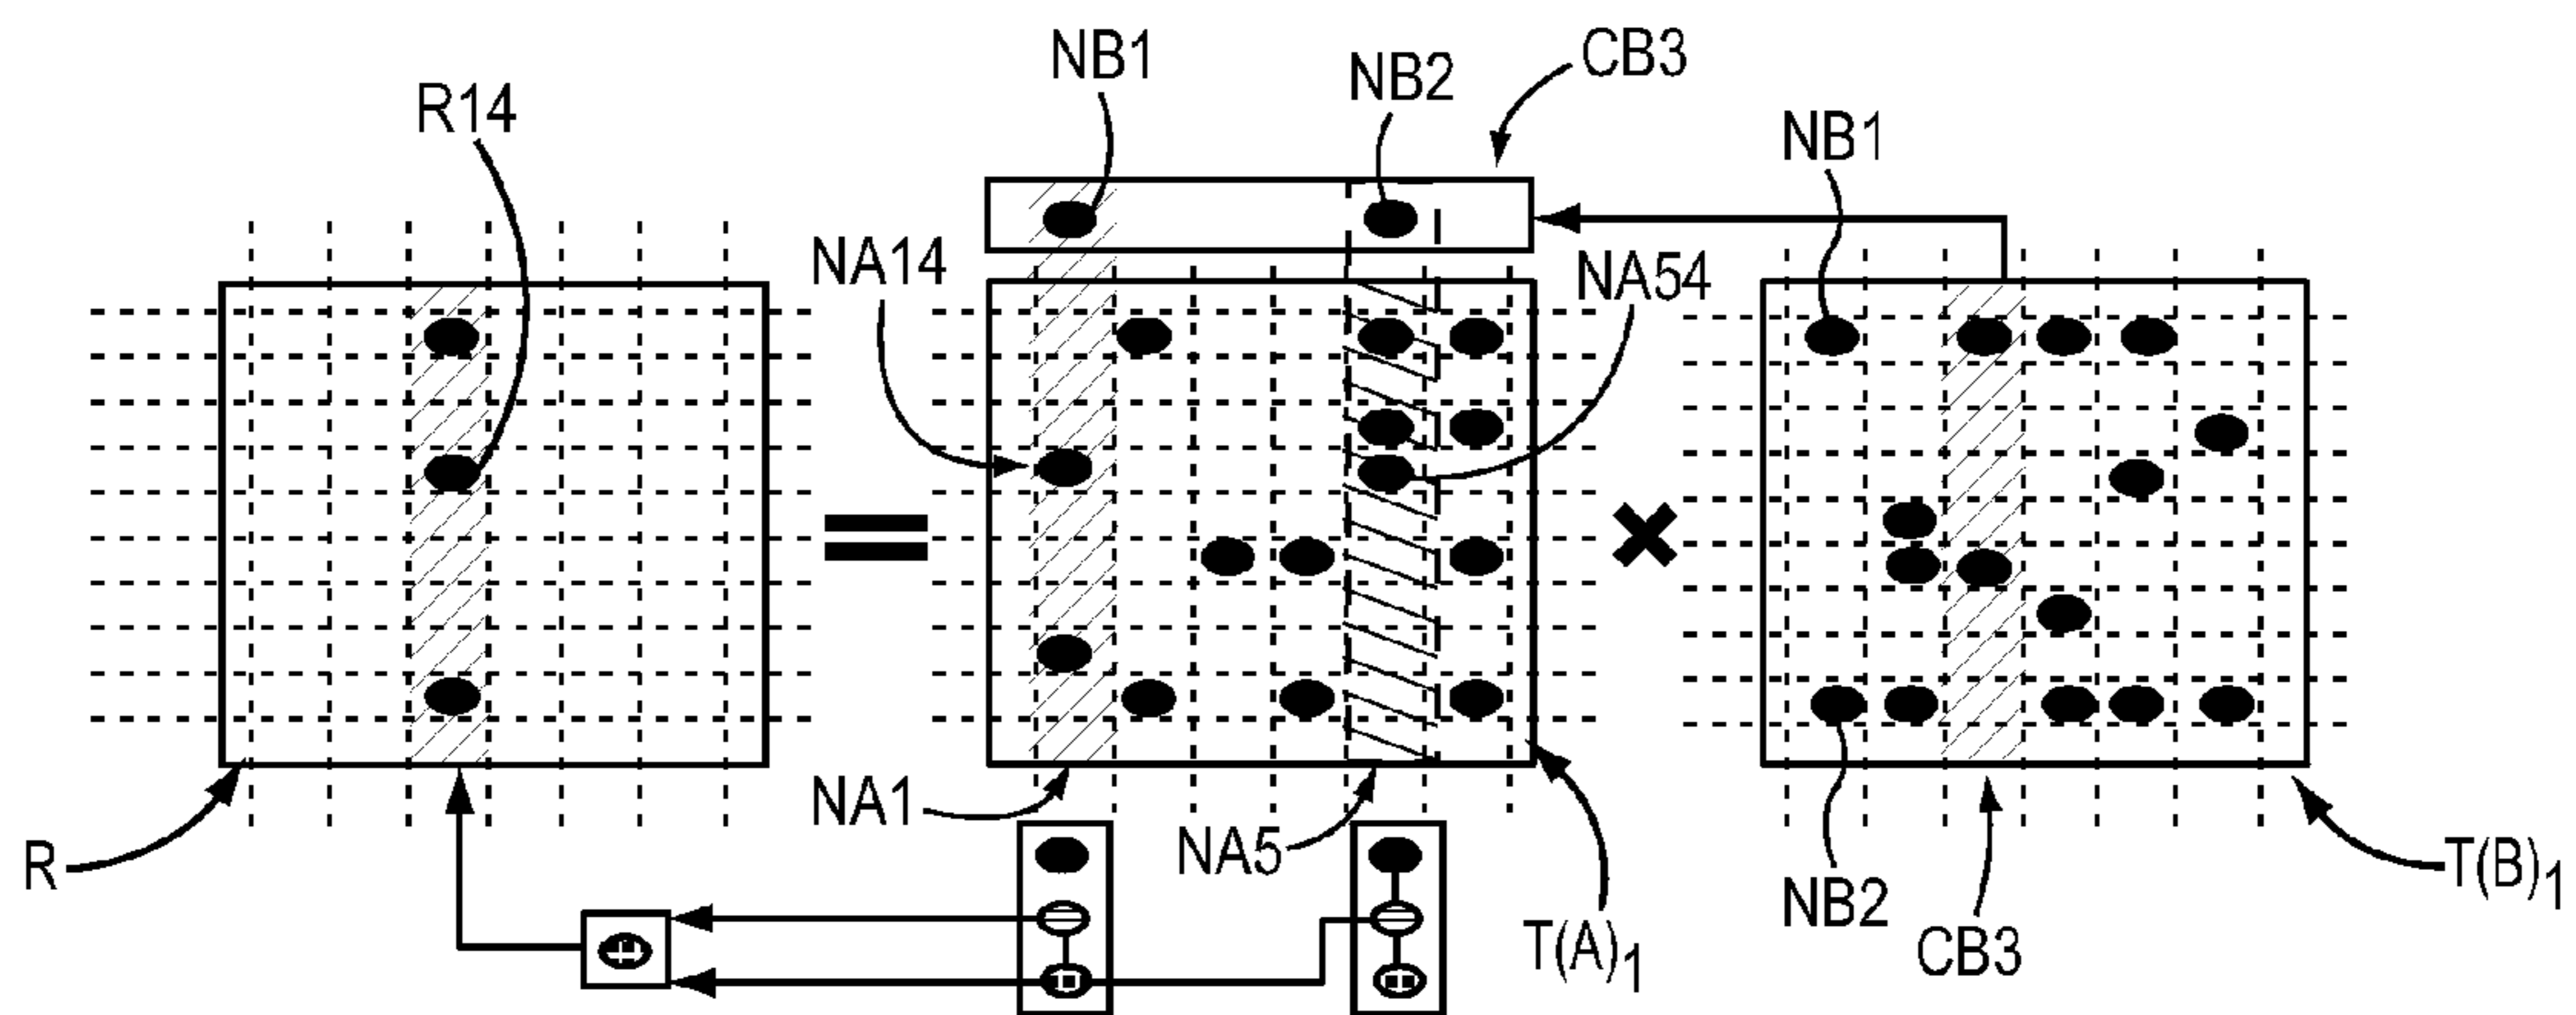 NB1
NB2
CB3
R14
NB1
NA14
NA54
=
×
NA1
NA5
R
T(A)1
NB2
CB3
T(B)1